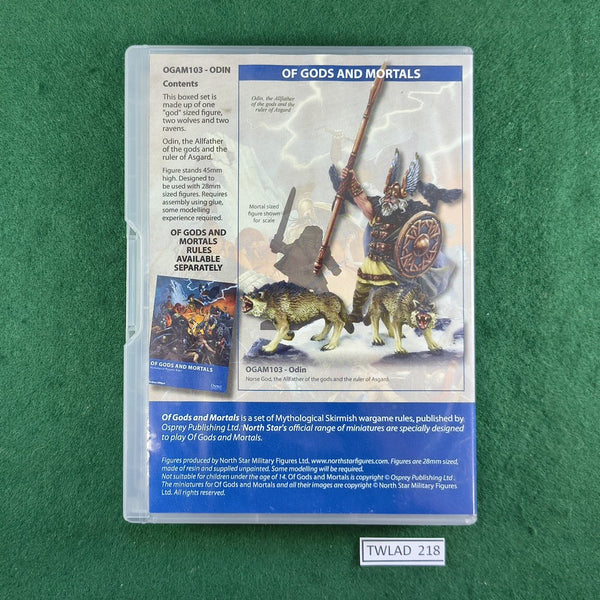 OGAM103 - ODIN
Contents
This boxed set is
made up of one
"god" sized figure,
two wolves and two
ravens.
Odin, the Allfather
of the gods and the
ruler of Asgard.
Figure stands 45mm
high. Designed to
be used with 28mm
sized figures. Requires
assembly using glue,
some modelling
experience required.
OF GODS AND
MORTALS
RULES
AVAILABLE
SEPARATELY
OF GODS AND MORTALS
OF GODS AND MORTALS
Odin, the Allfather
of the gods and the
ruler of Asgard
Mortal sized
figure shown
for scale
OGAM103 - Odin
Norse God, the Allfather of the gods and the ruler of Asgard.
Of Gods and Mortals is a set of Mythological Skirmish wargame rules, published by
Osprey Publishing Ltd. North Star's official range of miniatures are specially designed
to play Of Gods and Mortals.
Figures produced by North Star Military Figures Ltd, www.northstarfigures.com. Figures are 28mm sized,
made of resin and supplied unpainted. Some modelling will be required.
Not suitable for children under the age of 14. Of Gods and Mortals is copyright © Osprey Publishing Ltd .
The miniatures for Of Gods and Mortals and all their images are copyright © North Star Military Figures
Ltd. All rights reserved.
TWLAD 218